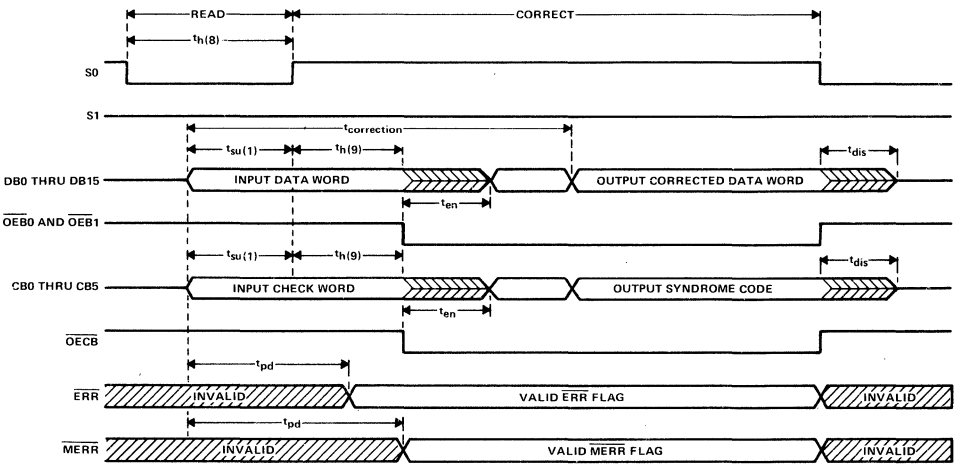 READ
CORRECT
th(8)
S0
S1
tcorrection
tsu(1)
th(9)
tdis
DB0 THRU DB15
INPUT DATA WORD
OUTPUT CORRECTED DATA WORD
ten
OEB0 AND OEB1
tsu(1)
th(9)
tdis
CB0 THRU CB5
INPUT CHECK WORD
OUTPUT SYNDROME CODE
ten
OECB
tpd
ERR
INVALID
VALID ERR FLAG
INVALID
tpd
MERR
INVALID
VALID MERR FLAG
INVALID